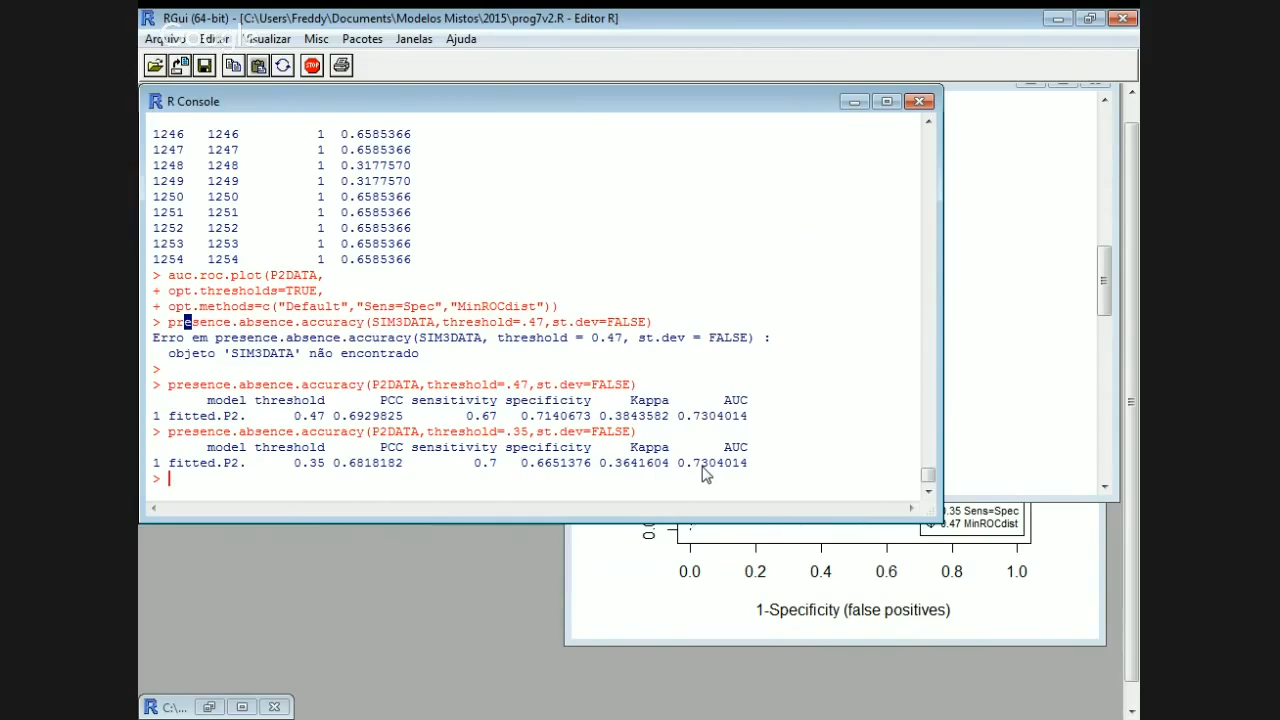 RGui (64-bit) - [C:\Users\Freddy\Documents\Modelos Mistos\2015\prog7v2.R - Editor R]
Arquivo Editar Visualizar Misc Pacotes Janelas Ajuda
Google
STOP
R Console
1246 1246 1 0.6585366
1247 1247 1 0.6585366
1248 1248 1 0.3177570
1249 1249 1 0.3177570
1250 1250 1 0.6585366
1251 1251 1 0.6585366
1252 1252 1 0.6585366
1253 1253 1 0.6585366
1254 1254 1 0.6585366
> auc.roc.plot(P2DATA,
+ opt.thresholds=TRUE,
+ opt.methods=c("Default","Sens=Spec","MinROCdist"))
> presence.absence.accuracy(SIM3DATA,threshold=.47,st.dev=FALSE)
Erro em presence.absence.accuracy(SIM3DATA, threshold = 0.47, st.dev = FALSE) :
objeto 'SIM3DATA' não encontrado
>
> presence.absence.accuracy(P2DATA,threshold=.47,st.dev=FALSE)
model threshold PCC sensitivity specificity Kappa AUC
1 fitted.P2. 0.47 0.6929825 0.67 0.7140673 0.3843582 0.7304014
> presence.absence.accuracy(P2DATA,threshold=.35,st.dev=FALSE)
model threshold PCC sensitivity specificity Kappa AUC
1 fitted.P2. 0.35 0.6818182 0.7 0.6651376 0.3641604 0.7304014
>
0.35 Sens=Spec
0.47 MinROCdist
0.0 0.2 0.4 0.6 0.8 1.0
1-Specificity (false positives)
C:\...